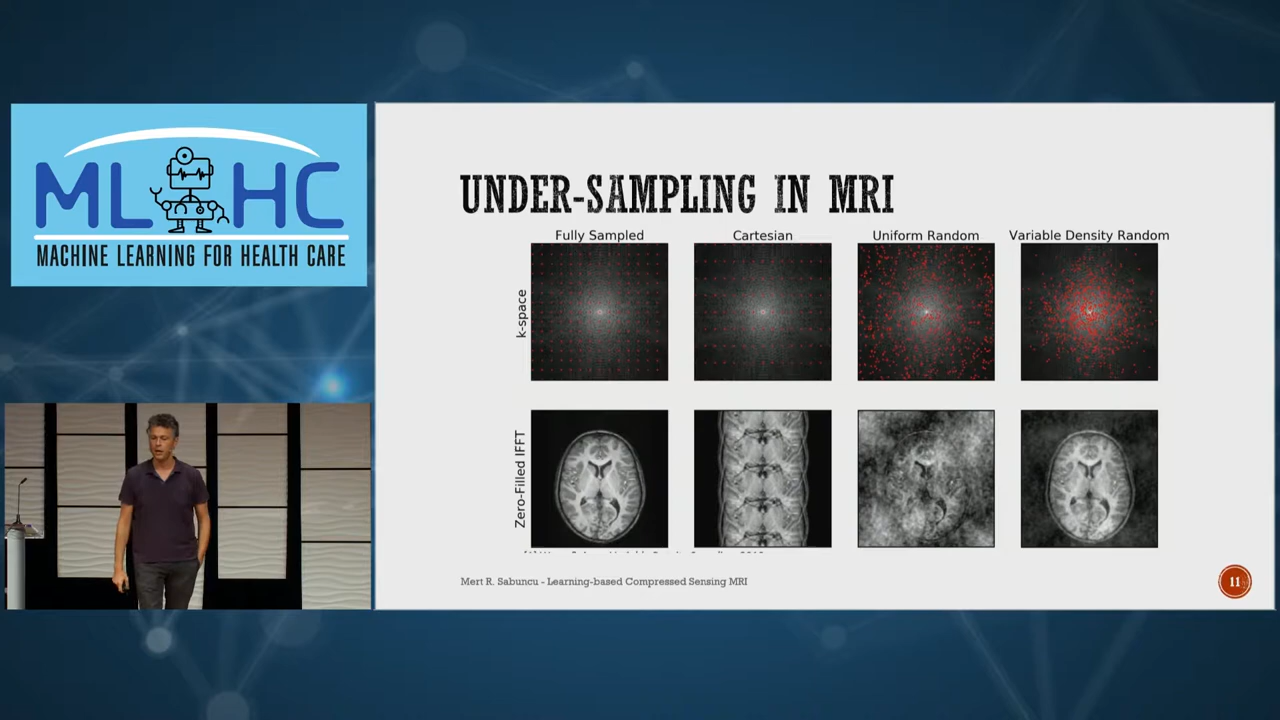 ML HC
MACHINE LEARNING FOR HEALTH CARE
UNDER-SAMPLING IN MRI
Fully Sampled Cartesian Uniform Random Variable Density Random
k-space
Zero-Filled IFFT
Mert R. Sabuncu - Learning-based Compressed Sensing MRI
11